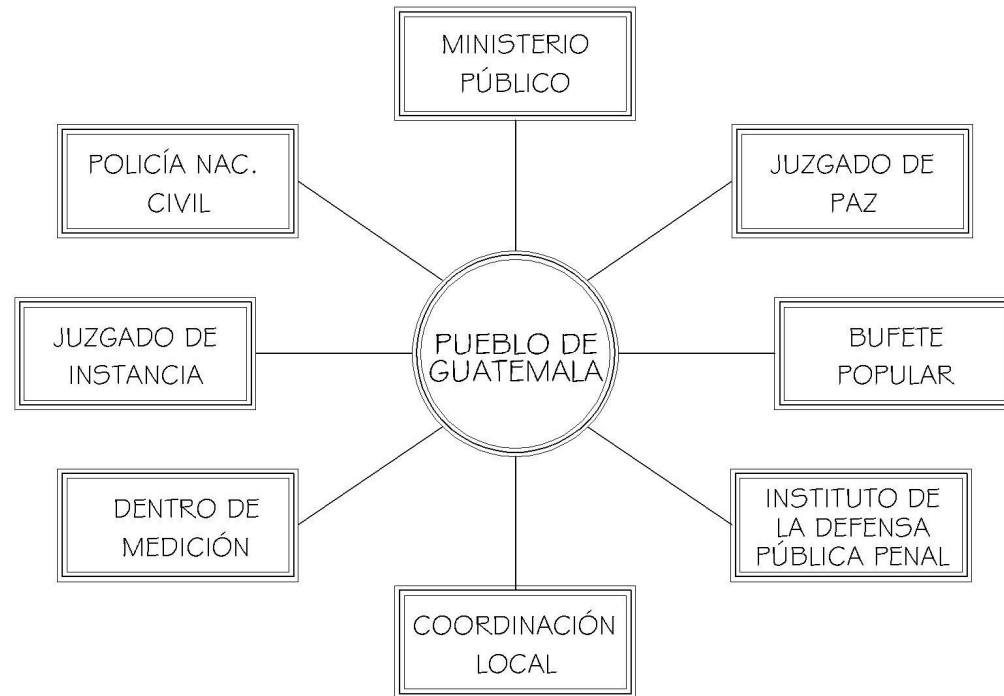 MINISTERIO
PÚBLICO
POLICÍA NAC.
CIVIL
JUZGADO DE
PAZ
JUZGADO DE
INSTANCIA
PUEBLO DE
GUATEMALA
BUFETE
POPULAR
DENTRO DE
MEDICIÓN
INSTITUTO DE
LA DEFENSA
PÚBLICA PENAL
COORDINACIÓN
LOCAL